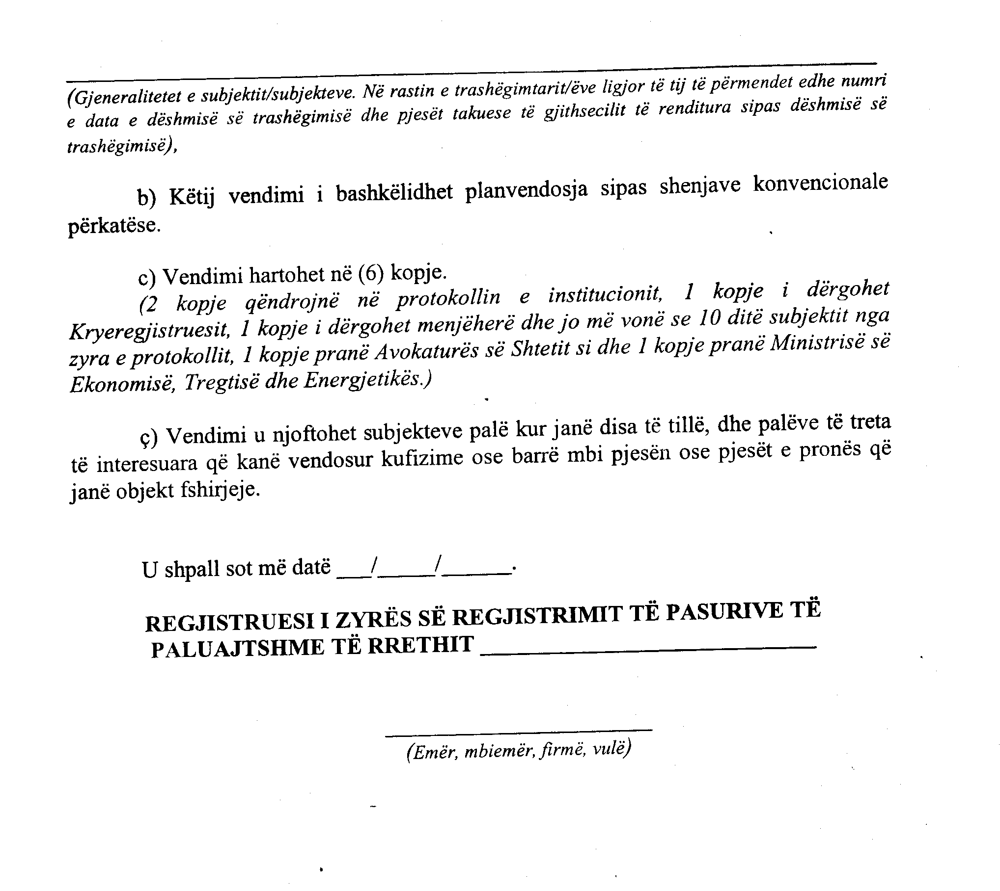 (Gjeneralitetet e subjektit/subjekteve. Në rastin e trashëgimtarit/ëve ligjor të tij të përmendet edhe numri
e data e dëshmisë së trashëgimisë dhe pjesët takuese të gjithsecilit të renditura sipas dëshmisë së
trashëgimisë),
b) Këtij vendimi i bashkëlidhet planvendosja sipas shenjave konvencionale
përkatëse.
c) Vendimi hartohet në (6) kopje.
(2 kopje qëndrojnë në protokollin e institucionit, 1 kopje i dërgohet
Kryeregjistruesit, 1 kopje i dërgohet menjëherë dhe jo më vonë se 10 ditë subjektit nga
zyra e protokollit, 1 kopje pranë Avokaturës së Shtetit si dhe 1 kopje pranë Ministrisë së
Ekonomisë, Tregtisë dhe Energjetikës.)
ç) Vendimi u njoftohet subjekteve palë kur janë disa të tillë, dhe palëve të treta
të interesuara që kanë vendosur kufizime ose barrë mbi pjesën ose pjesët e pronës që
janë objekt fshirjeje.
U shpall sot më datë ___/_____/______.
REGJISTRUESI I ZYRËS SË REGJISTRIMIT TË PASURIVE TË
PALUAJTSHME TË RRETHIT ______________________________
(Emër, mbiemër, firmë, vulë)